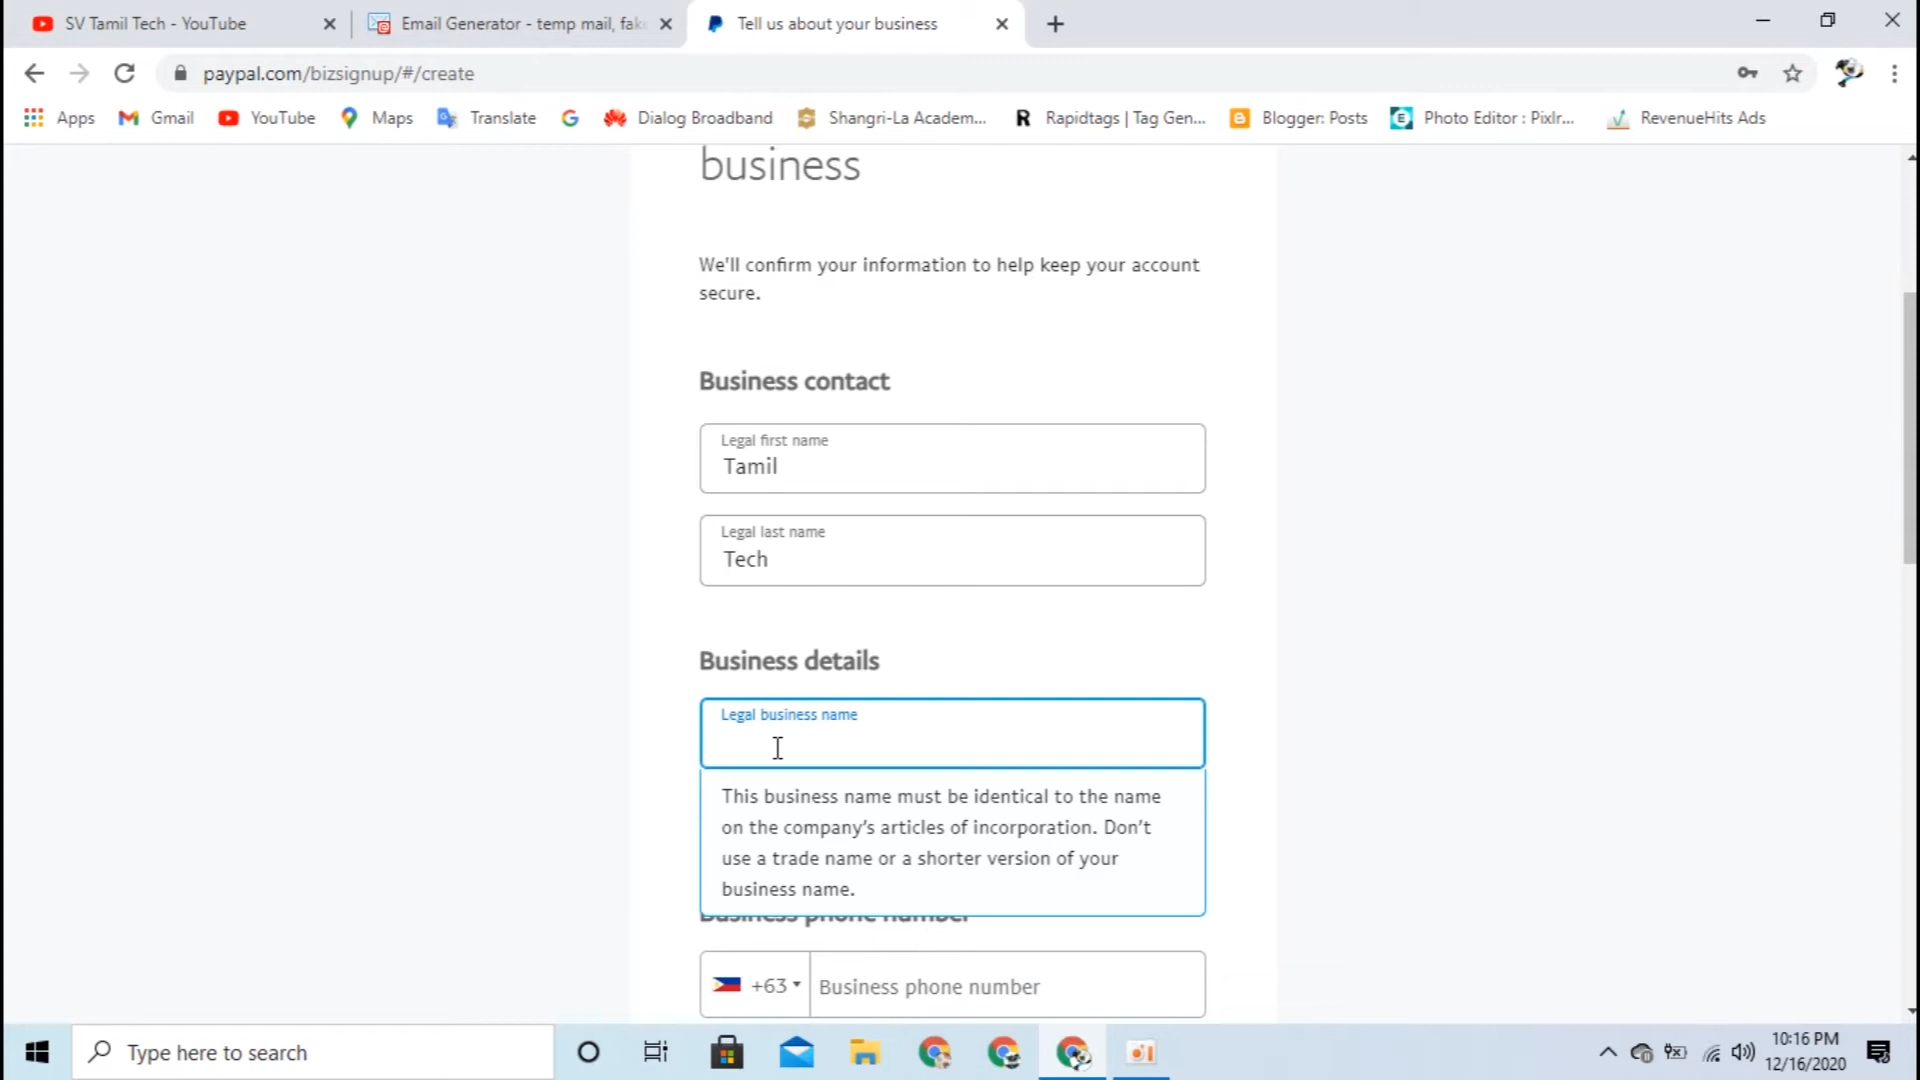 SV Tamil Tech - YouTube
Email Generator - temp mail, fak
Tell us about your business
paypal.com/bizsignup/#/create
Apps
Gmail
YouTube
Maps
Translate
Dialog Broadband
Shangri-La Academ...
Rapidtags | Tag Gen...
Blogger: Posts
Photo Editor : Pixlr...
RevenueHits Ads
business
We'll confirm your information to help keep your account
secure.
Business contact
Legal first name
Tamil
Legal last name
Tech
Business details
Legal business name
This business name must be identical to the name
on the company's articles of incorporation. Don't
use a trade name or a shorter version of your
business name.
Business phone number
+63
Business phone number
Type here to search
10:16 PM
12/16/2020